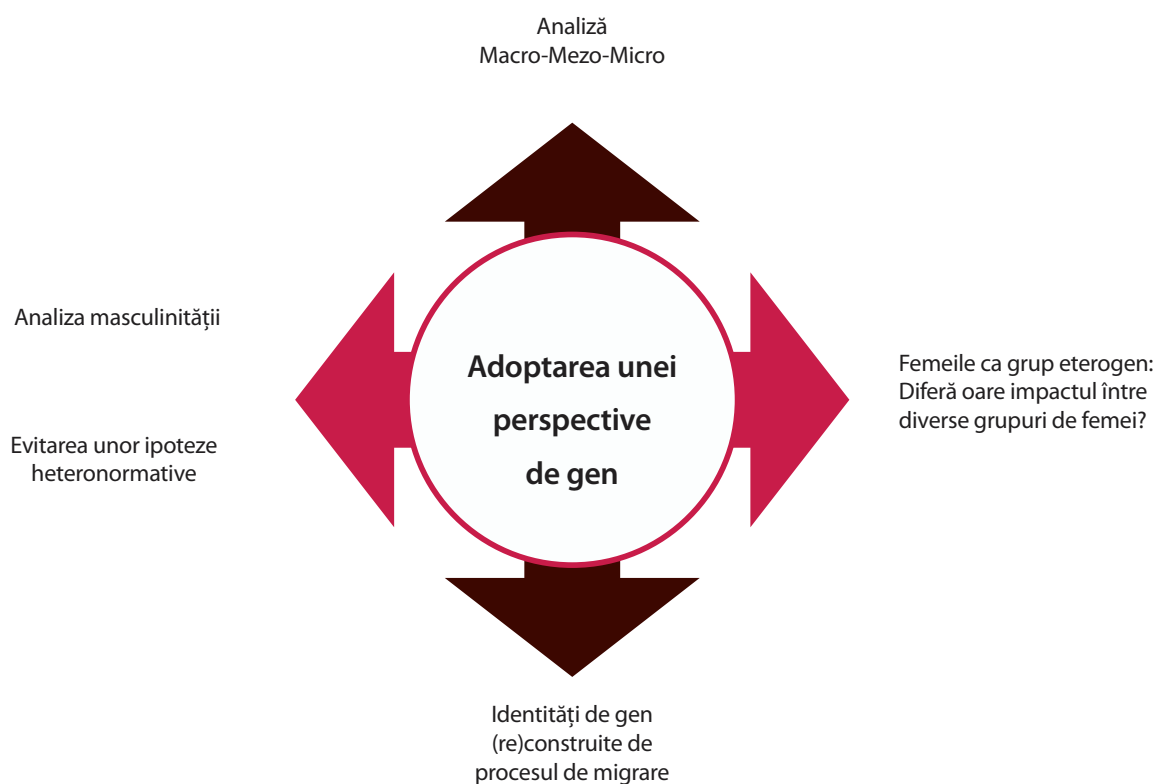 Analiză
Macro-Mezo-Micro
Analiza masculinității
Evitarea unor ipoteze
heteronormative
Adoptarea unei
perspective
de gen
Femeile ca grup eterogen:
Diferă oare impactul între
diverse grupuri de femei?
Identități de gen
(re)construite de
procesul de migrare